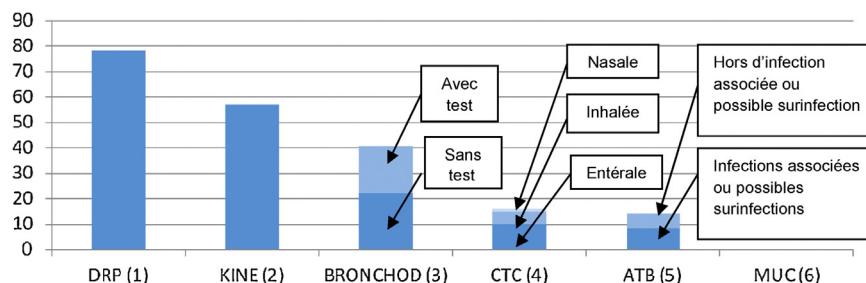 90
80
70
60
50
40
30
20
10
0
Avec
test
Sans
test
Nasale
Inhalée
Entérale
Hors d'infection
associée ou
possible surinfection
Infections associées
ou possibles
surinfections
DRP (1)
KINE (2)
BRONCHOD (3)
CTC (4)
ATB (5)
MUC (6)